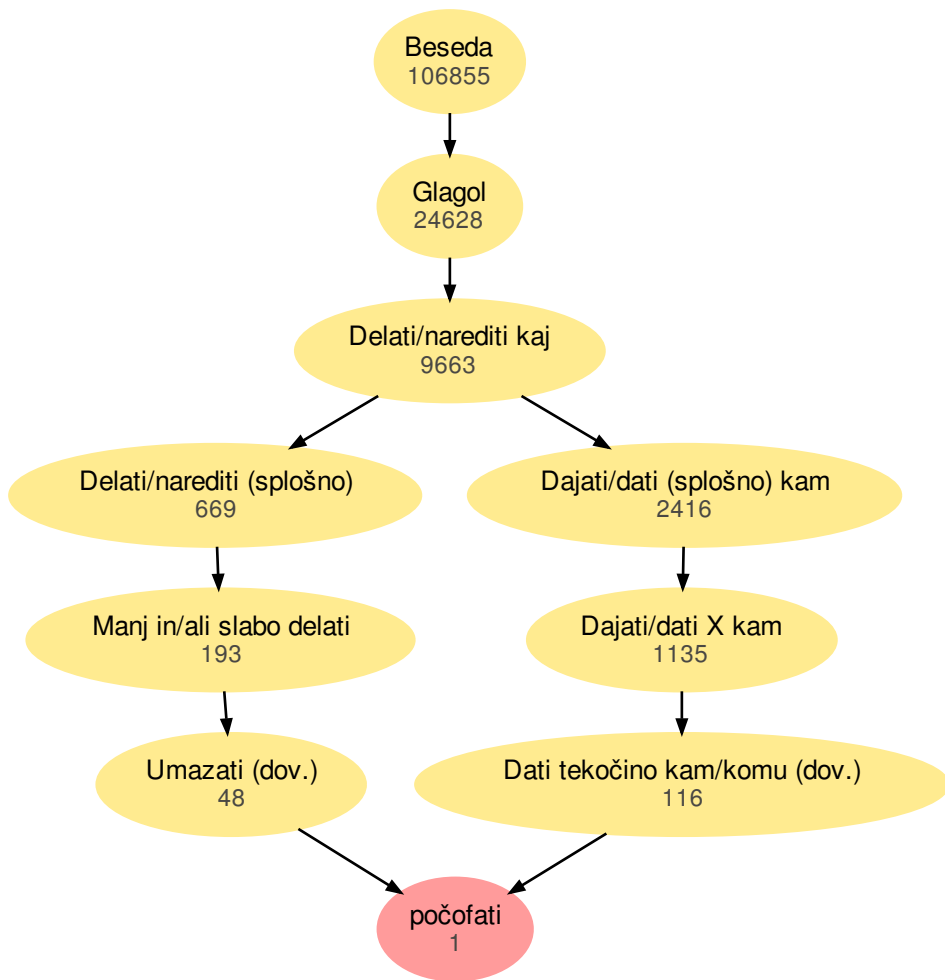 Beseda
106855
Glagol
24628
Delati/narediti kaj
9663
Delati/narediti (splošno)
669
Dajati/dati (splošno) kam
2416
Manj in/ali slabo delati
193
Dajati/dati X kam
1135
Umazati (dov.)
48
Dati tekočino kam/komu (dov.)
116
počofati
1